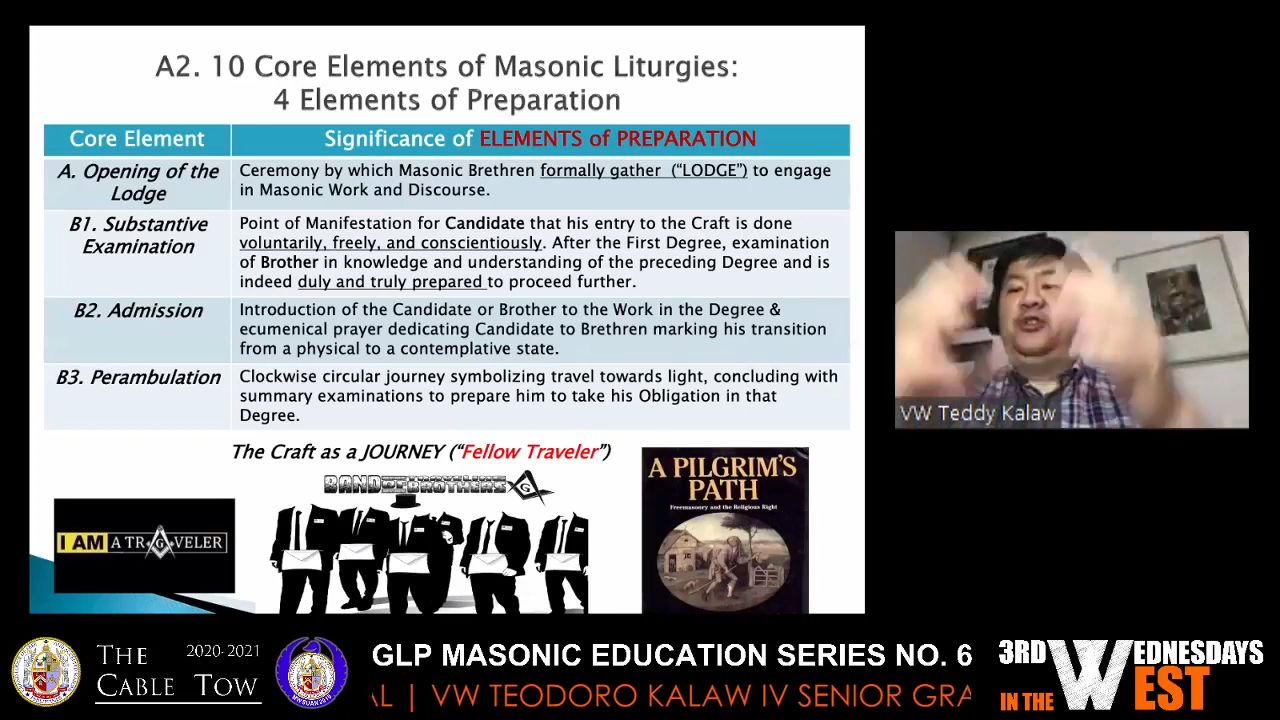 A2. 10 Core Elements of Masonic Liturgies:
4 Elements of Preparation
Core Element
Significance of ELEMENTS of PREPARATION
A. Opening of the
Lodge
Ceremony by which Masonic Brethren formally gather (“LODGE”) to engage
in Masonic Work and Discourse.
B1. Substantive
Examination
Point of Manifestation for Candidate that his entry to the Craft is done
voluntarily, freely, and conscientiously. After the First Degree, examination
of Brother in knowledge and understanding of the preceding Degree and is
indeed duly and truly prepared to proceed further.
B2. Admission
Introduction of the Candidate or Brother to the Work in the Degree &
ecumenical prayer dedicating Candidate to Brethren marking his transition
from a physical to a contemplative state.
B3. Perambulation
Clockwise circular journey symbolizing travel towards light, concluding with
summary examinations to prepare him to take his Obligation in that
Degree.
The Craft as a JOURNEY (“Fellow Traveler”)
I AM A TR G VELER
BAND OF BROTHERS
G
A PILGRIM'S
PATH
Freemasonry and the Religious Right
VW Teddy Kalaw
THE
CABLE TOW
2020-2021
GLP MASONIC EDUCATION SERIES NO. 6
AL | VW TEODORO KALAW IV SENIOR GRA
3RD WEDNESDAYS
IN THE WEST